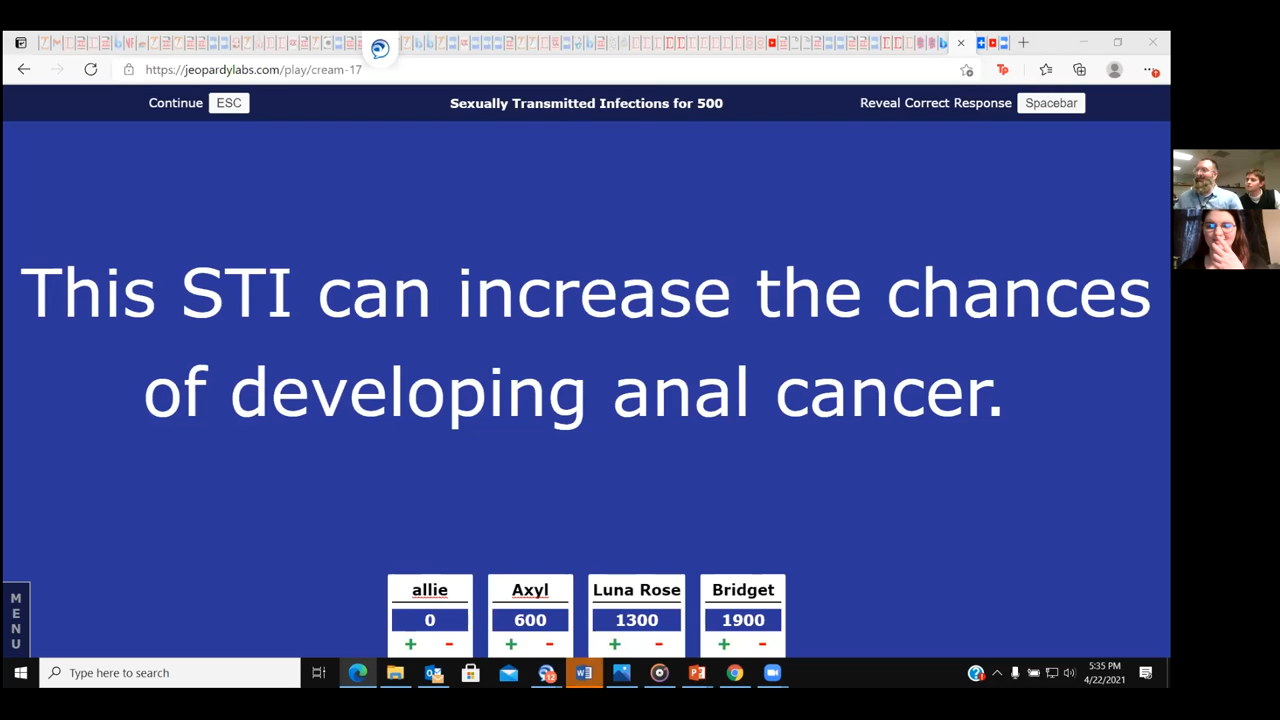 https://jeopardylabs.com/play/cream-17
Continue ESC
Sexually Transmitted Infections for 500
Reveal Correct Response Spacebar
This STI can increase the chances
of developing anal cancer.
MENU
allie Axyl Luna Rose Bridget
0 600 1300 1900
+ - + - + - + -
Type here to search
12
5:35 PM
4/22/2021